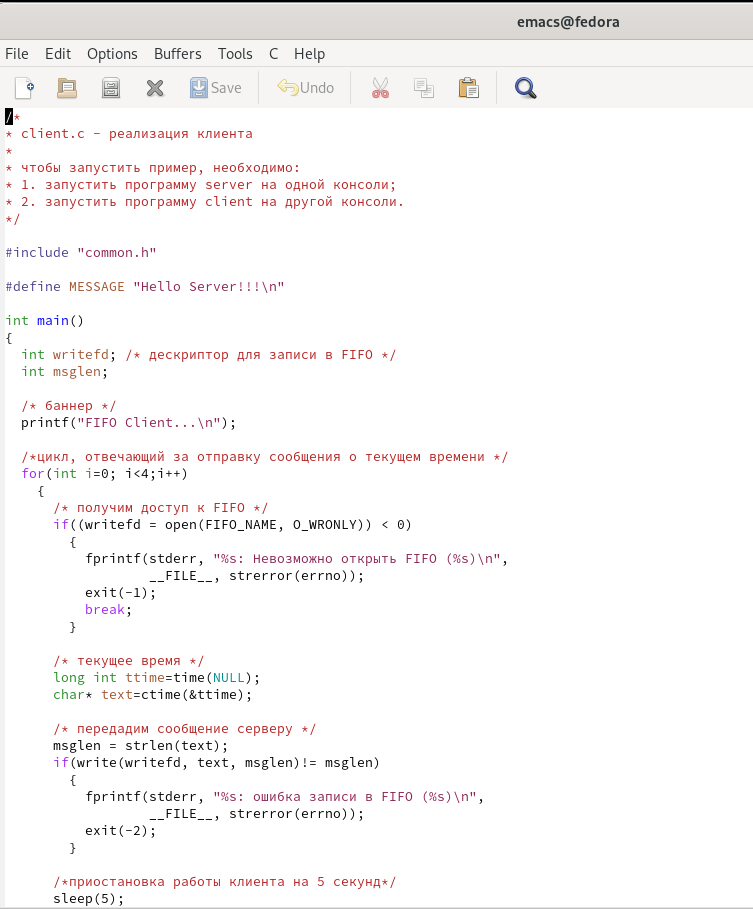 emacs@fedora
File Edit Options Buffers Tools C Help
Save Undo
/*
* client.c - реализация клиента
*
* чтобы запустить пример, необходимо:
* 1. запустить программу server на одной консоли;
* 2. запустить программу client на другой консоли.
*/
#include "common.h"
#define MESSAGE "Hello Server!!!\n"
int main()
{
int writefd; /* дескриптор для записи в FIFO */
int msglen;
/* баннер */
printf("FIFO Client...\n");
/*цикл, отвечающий за отправку сообщения о текущем времени */
for(int i=0; i<4;i++)
{
/* получим доступ к FIFO */
if((writefd = open(FIFO_NAME, O_WRONLY)) < 0)
{
fprintf(stderr, "%s: Невозможно открыть FIFO (%s)\n",
__FILE__, strerror(errno));
exit(-1);
break;
}
/* текущее время */
long int ttime=time(NULL);
char* text=ctime(&ttime);
/* передадим сообщение серверу */
msglen = strlen(text);
if(write(writefd, text, msglen)!= msglen)
{
fprintf(stderr, "%s: ошибка записи в FIFO (%s)\n",
__FILE__, strerror(errno));
exit(-2);
}
/*приостановка работы клиента на 5 секунд*/
sleep(5);